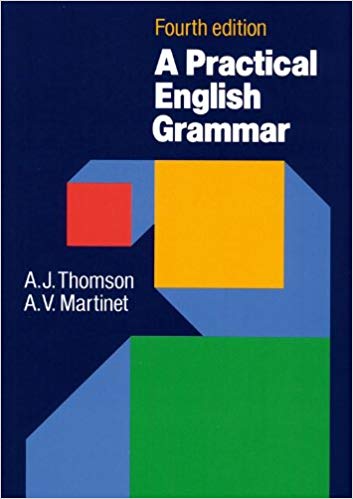 Fourth edition
A Practical
English
Grammar
A.J. Thomson
A.V. Martinet